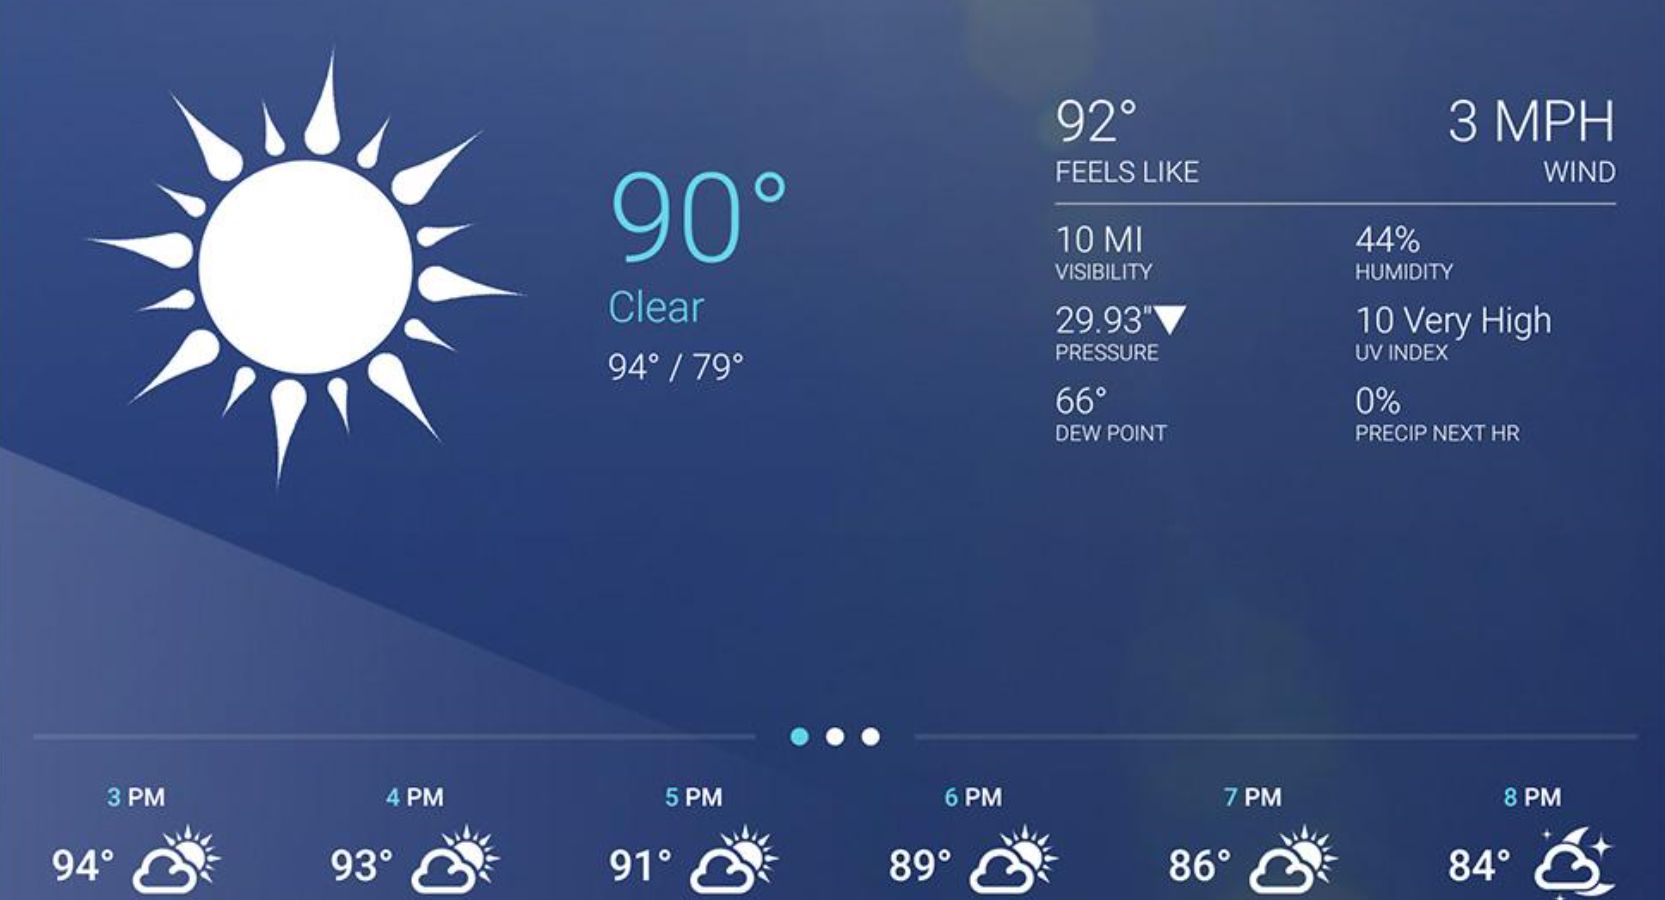 90°
Clear
94° / 79°
92°
FEELS LIKE
3 MPH
WIND
10 MI
VISIBILITY
44%
HUMIDITY
29.93"
PRESSURE
10 Very High
UV INDEX
66°
DEW POINT
0%
PRECIP NEXT HR
3 PM 4 PM 5 PM 6 PM 7 PM 8 PM
94° 93° 91° 89° 86° 84°